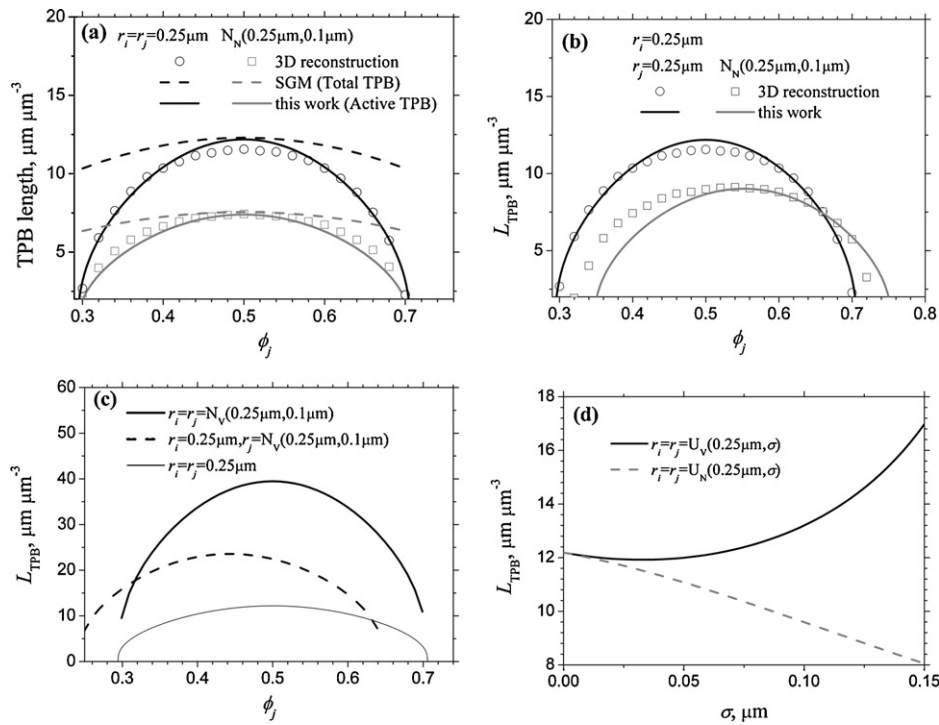 (a) r_i=r_j=0.25μm N_N(0.25μm,0.1μm)
3D reconstruction
SGM (Total TPB)
this work (Active TPB)
TPB length, μm μm⁻³
20
15
10
5
0.3 0.4 0.5 0.6 0.7
ϕ_j
(b) r_i=0.25μm
r_j=0.25μm N_N(0.25μm,0.1μm)
3D reconstruction
this work
L_TPB, μm μm⁻³
20
15
10
5
0.3 0.4 0.5 0.6 0.7 0.8
ϕ_j
(c)
r_i=r_j=N_V(0.25μm,0.1μm)
r_i=0.25μm,r_j=N_V(0.25μm,0.1μm)
r_i=r_j=0.25μm
L_TPB, μm μm⁻³
60
50
40
30
20
10
0
0.3 0.4 0.5 0.6 0.7
ϕ_j
(d)
r_i=r_j=U_V(0.25μm,σ)
r_i=r_j=U_N(0.25μm,σ)
L_TPB, μm μm⁻³
18
16
14
12
10
8
0.00 0.05 0.10 0.15
σ, μm